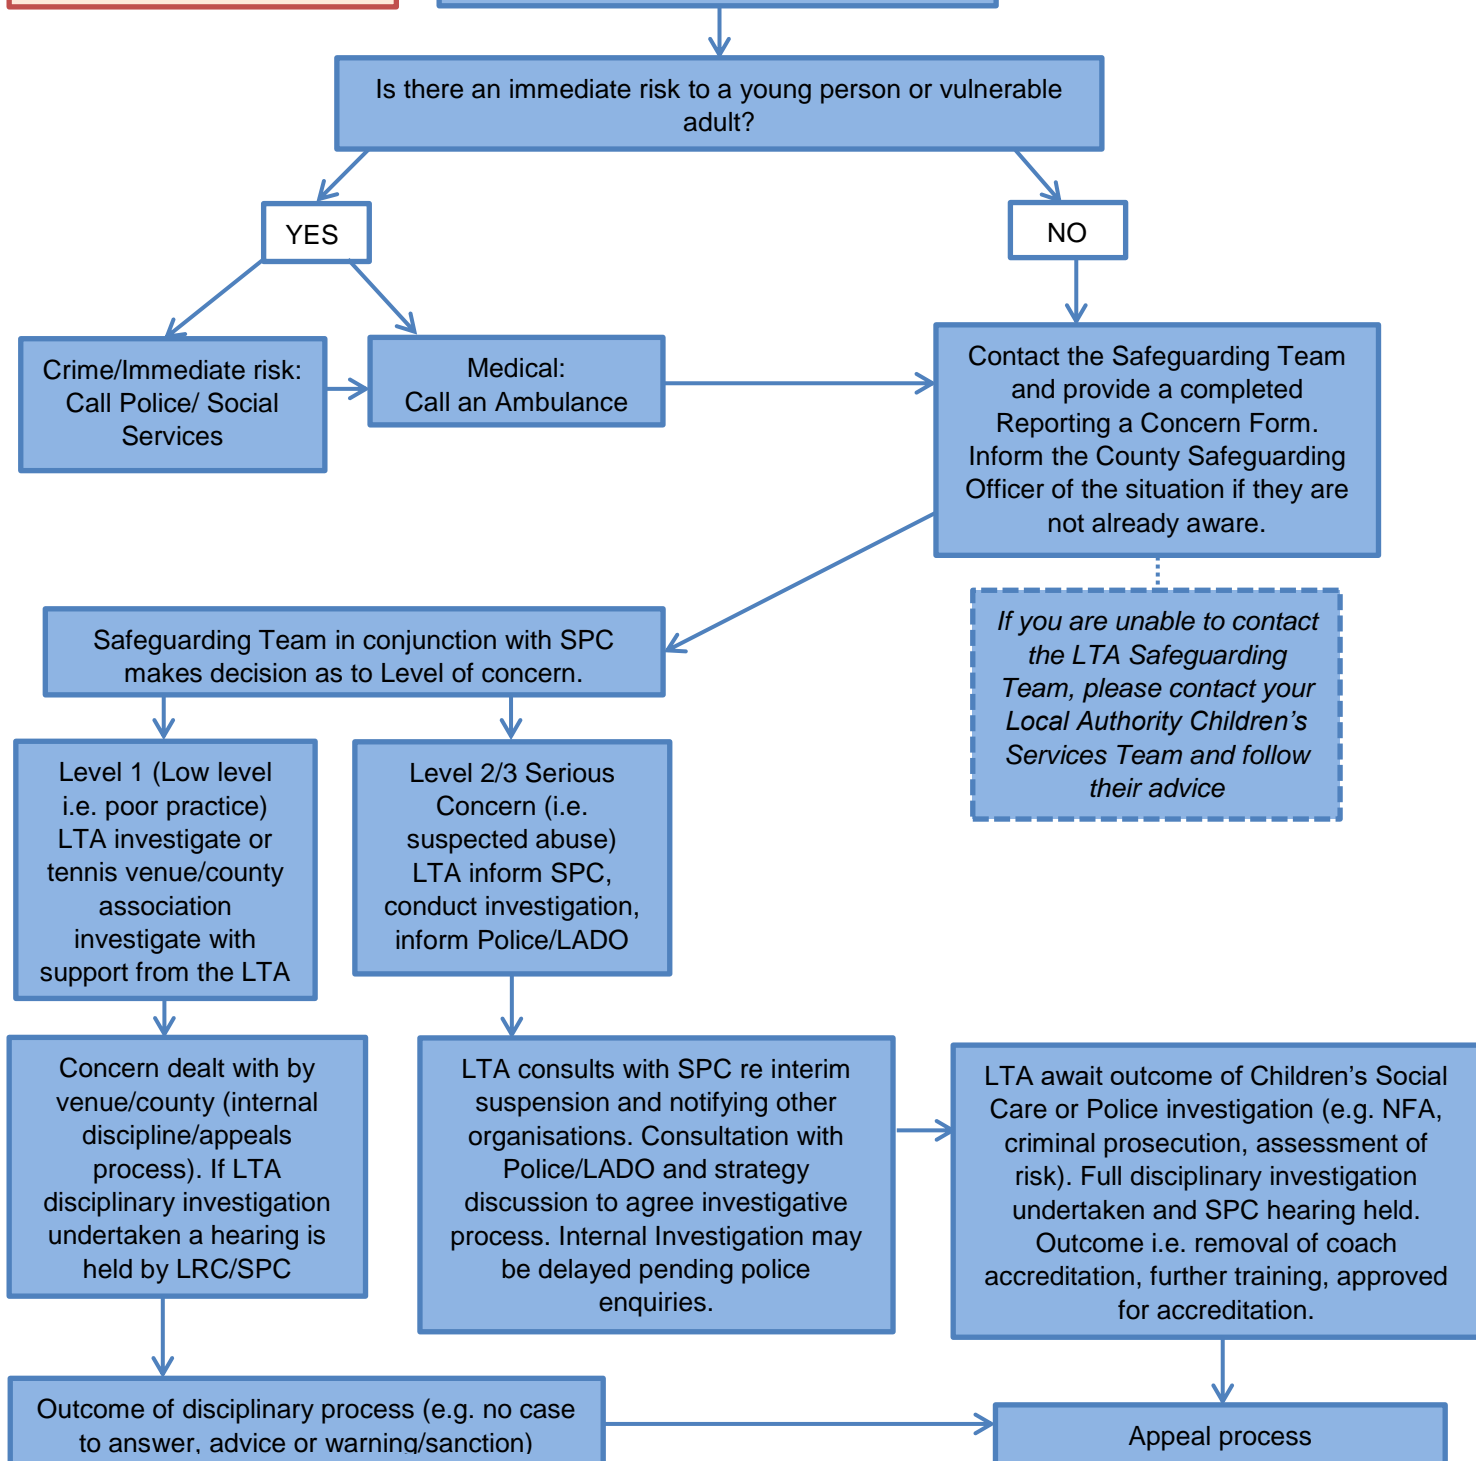 Is there an immediate risk to a young person or vulnerable
adult?
YES
NO
Crime/Immediate risk:
Call Police/ Social
Services
Medical:
Call an Ambulance
Contact the Safeguarding Team
and provide a completed
Reporting a Concern Form.
Inform the County Safeguarding
Officer of the situation if they are
not already aware.
If you are unable to contact
the LTA Safeguarding
Team, please contact your
Local Authority Children’s
Services Team and follow
their advice
Safeguarding Team in conjunction with SPC
makes decision as to Level of concern.
Level 1 (Low level
i.e. poor practice)
LTA investigate or
tennis venue/county
association
investigate with
support from the LTA
Level 2/3 Serious
Concern (i.e.
suspected abuse)
LTA inform SPC,
conduct investigation,
inform Police/LADO
Concern dealt with by
venue/county (internal
discipline/appeals
process). If LTA
disciplinary investigation
undertaken a hearing is
held by LRC/SPC
LTA consults with SPC re interim
suspension and notifying other
organisations. Consultation with
Police/LADO and strategy
discussion to agree investigative
process. Internal Investigation may
be delayed pending police
enquiries.
LTA await outcome of Children’s Social
Care or Police investigation (e.g. NFA,
criminal prosecution, assessment of
risk). Full disciplinary investigation
undertaken and SPC hearing held.
Outcome i.e. removal of coach
accreditation, further training, approved
for accreditation.
Outcome of disciplinary process (e.g. no case
to answer, advice or warning/sanction)
Appeal process